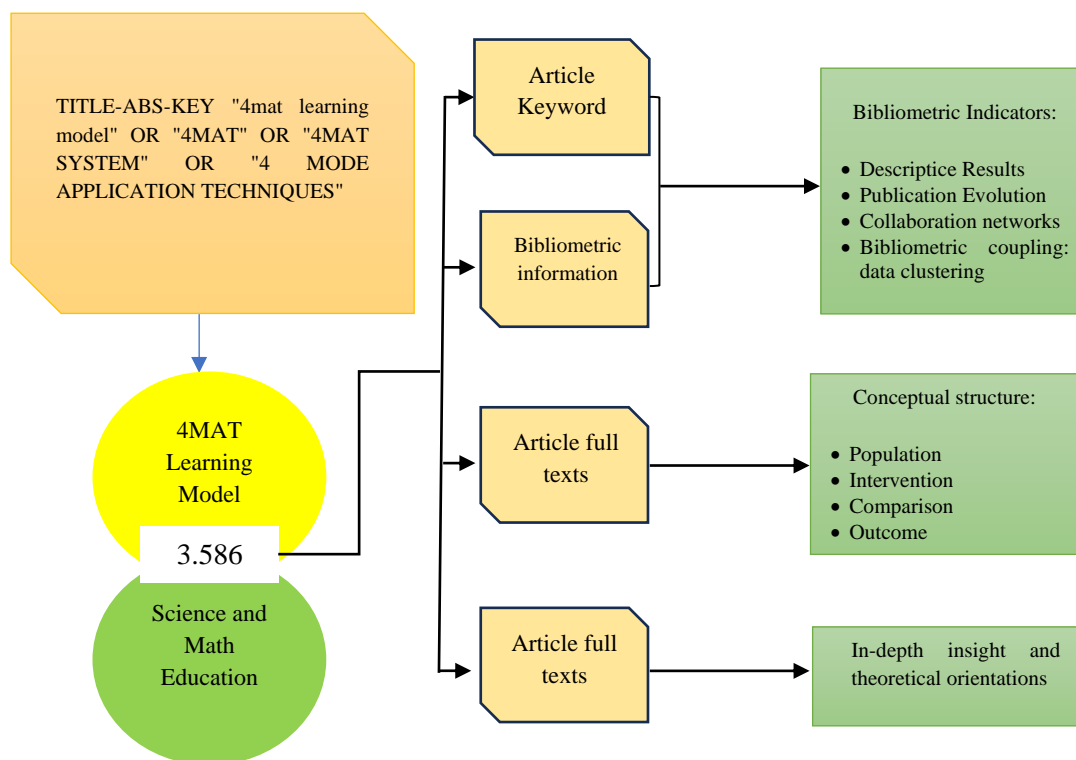 TITLE-ABS-KEY "4mat learning
model" OR "4MAT" OR "4MAT
SYSTEM" OR "4 MODE
APPLICATION TECHNIQUES"
4MAT
Learning
Model
3.586
Science and
Math
Education
Article
Keyword
Bibliometric
information
Article full
texts
Article full
texts
Bibliometric Indicators:
• Descriptice Results
• Publication Evolution
• Collaboration networks
• Bibliometric coupling:
data clustering
Conceptual structure:
• Population
• Intervention
• Comparison
• Outcome
In-depth insight and
theoretical orientations